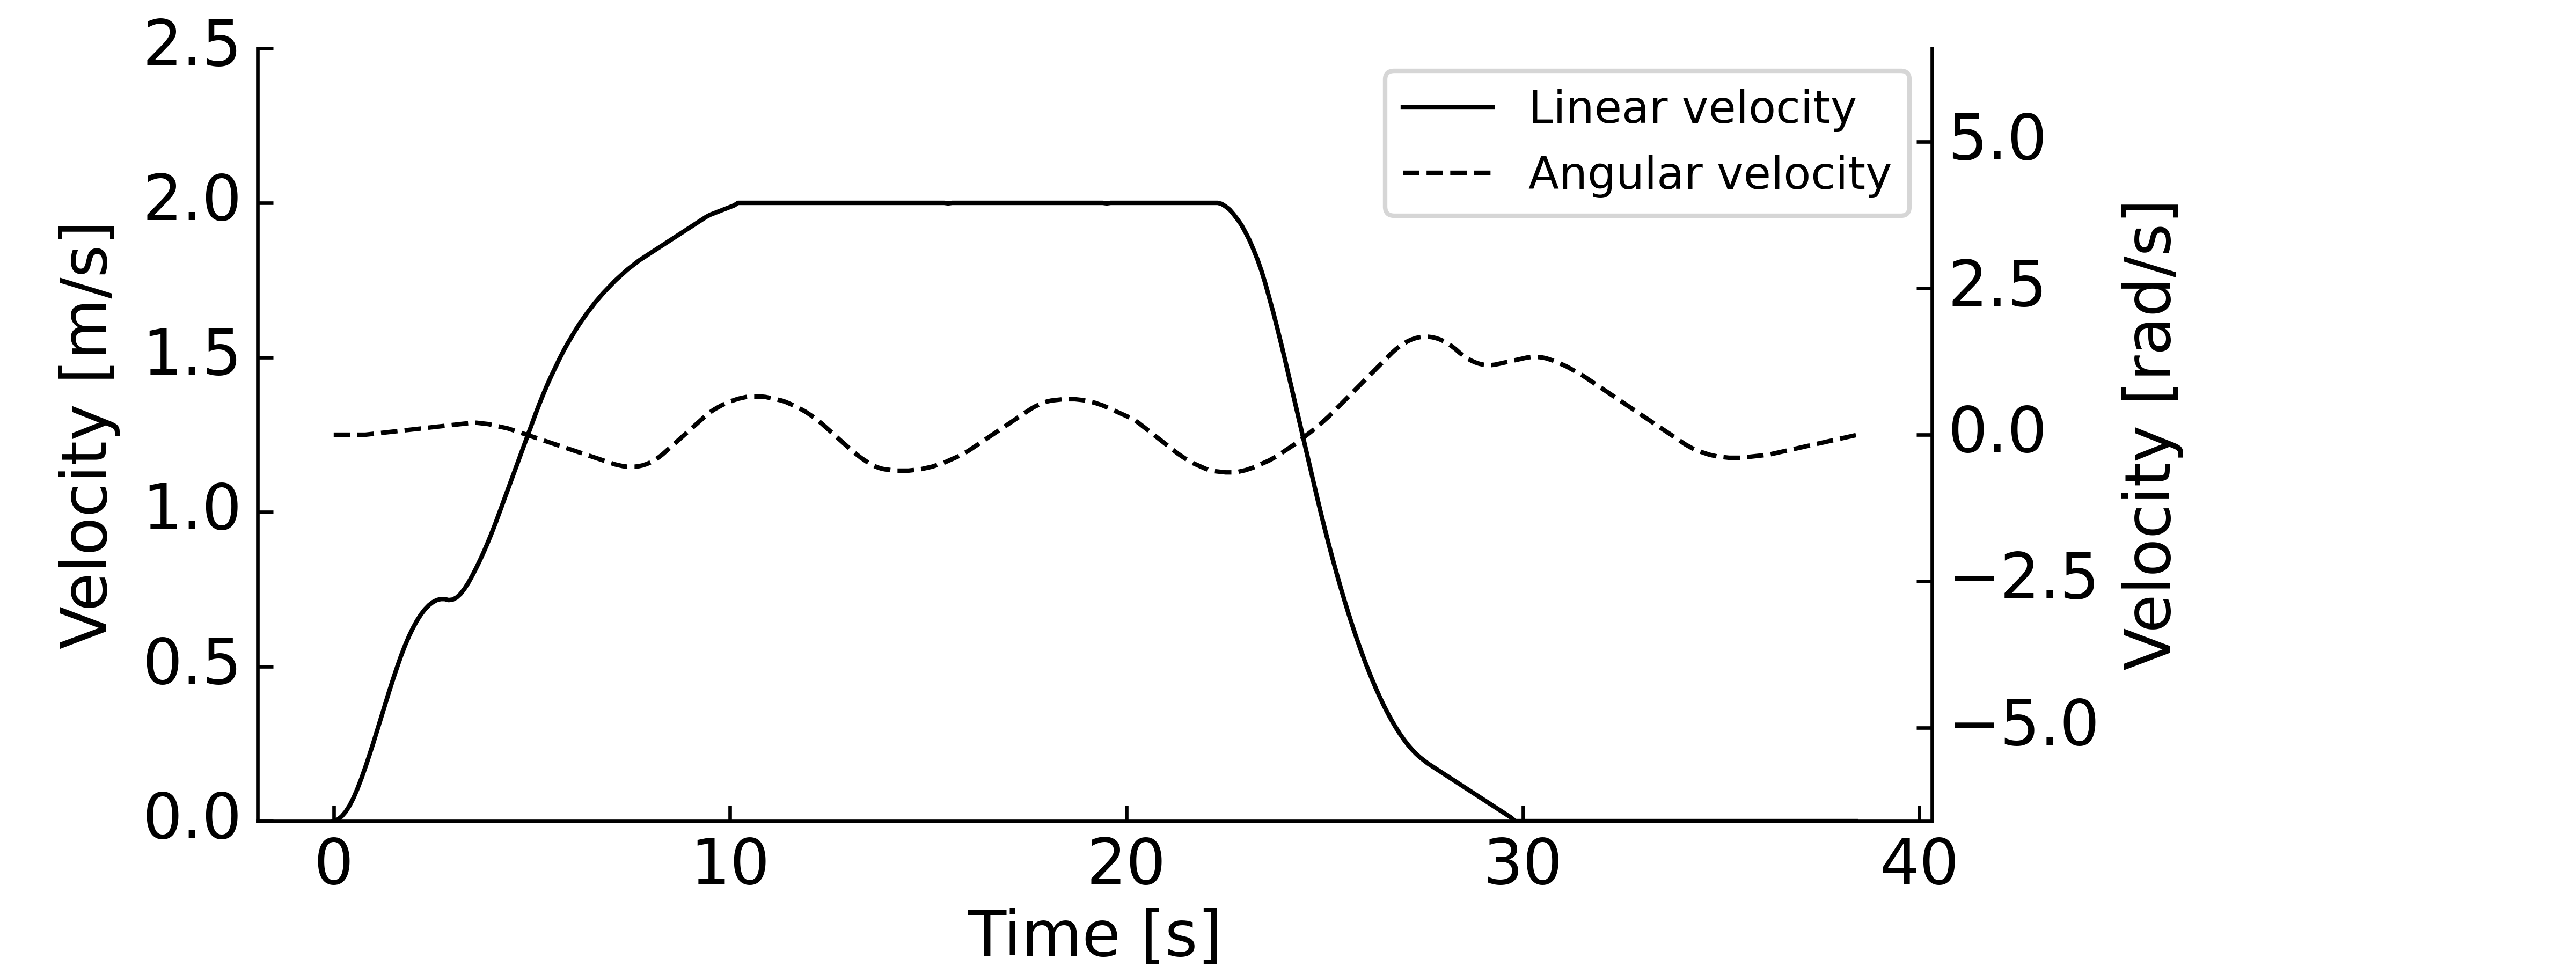 2.5
2.0
1.5
1.0
0.5
0.0
Velocity [m/s]
Linear velocity
Angular velocity
5.0
2.5
0.0
−2.5
−5.0
Velocity [rad/s]
0 10 20 30 40
Time [s]